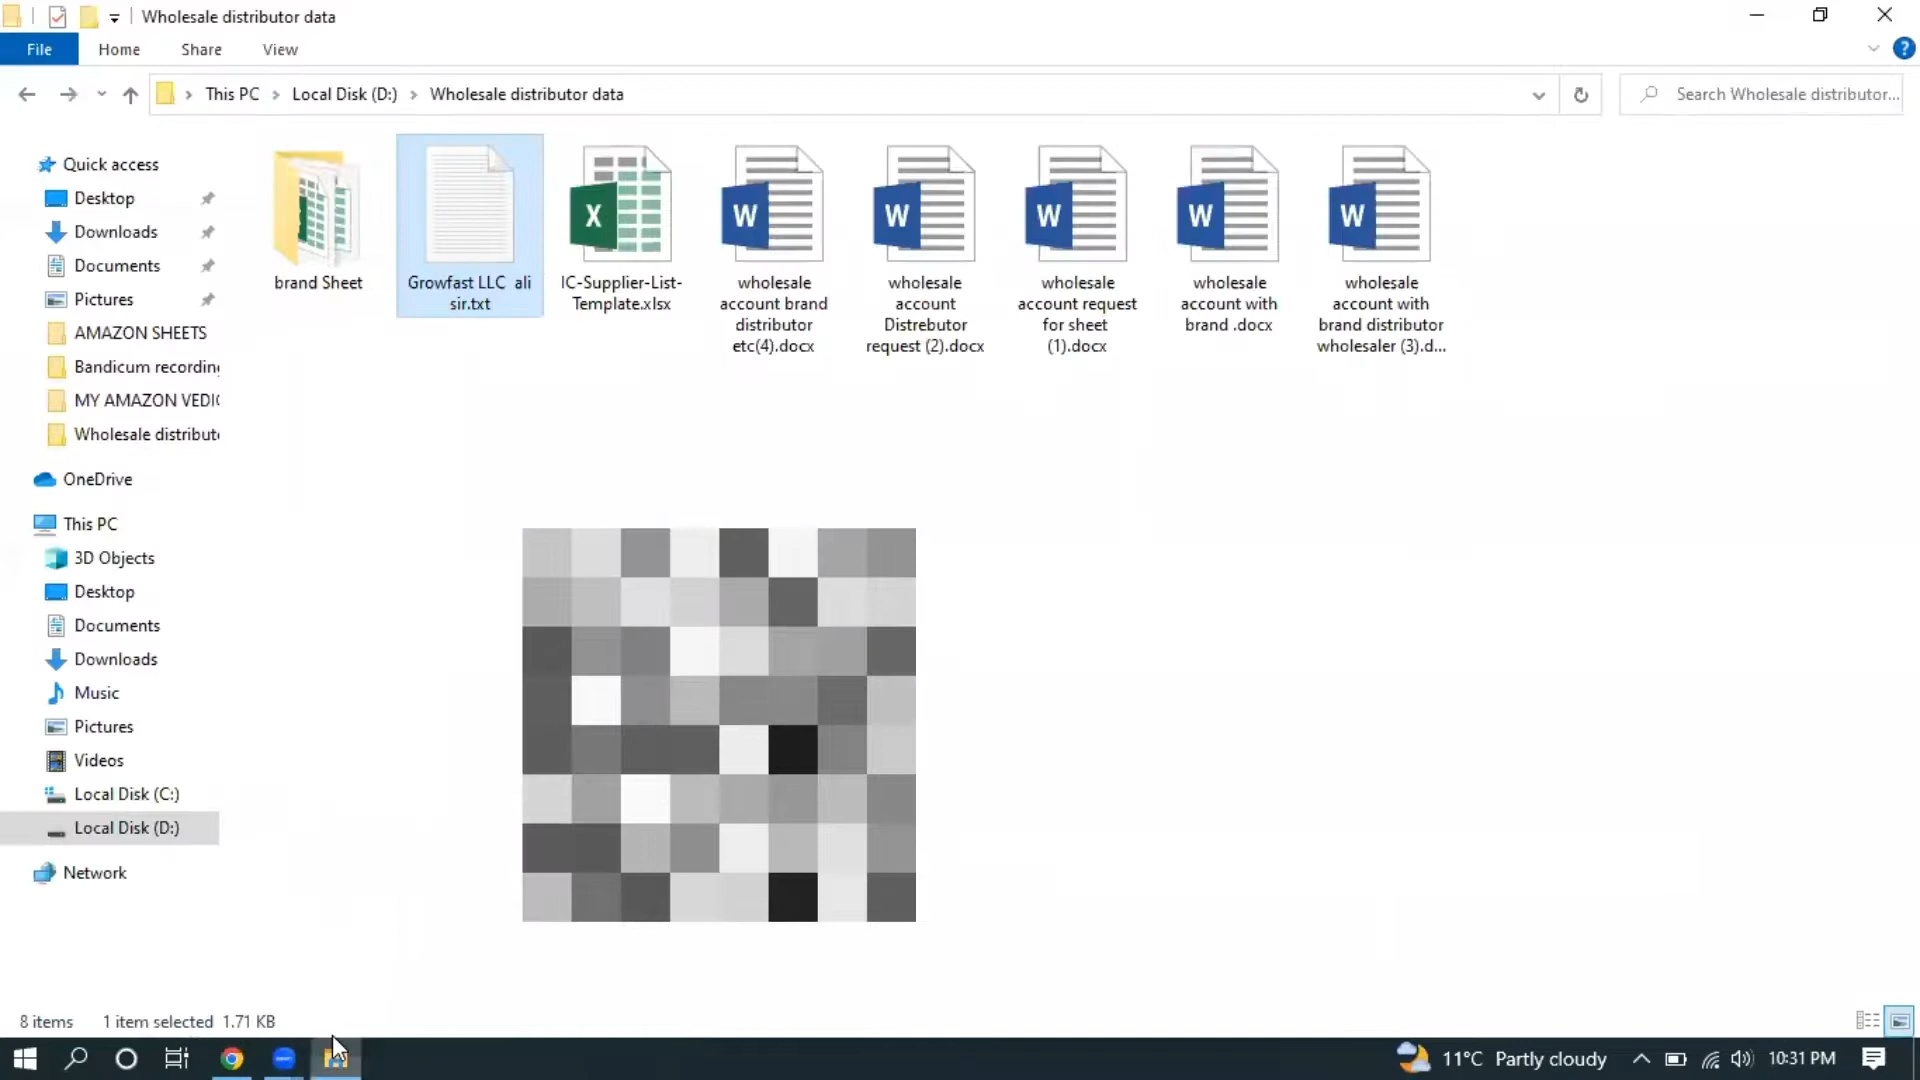 Wholesale distributor data
File
Home
Share
View
This PC
Local Disk (D:)
Wholesale distributor data
Search Wholesale distributor...
Quick access
Desktop
Downloads
Documents
Pictures
AMAZON SHEETS
Bandicum recording
MY AMAZON VEDIO
Wholesale distribute
OneDrive
This PC
3D Objects
Desktop
Documents
Downloads
Music
Pictures
Videos
Local Disk (C:)
Local Disk (D:)
Network
brand Sheet
Growfast LLC ali
sir.txt
IC-Supplier-List-
Template.xlsx
wholesale
account brand
distributor
etc(4).docx
wholesale
account
Distrebutor
request (2).docx
wholesale
account request
for sheet
(1).docx
wholesale
account with
brand .docx
wholesale
account with
brand distributor
wholesaler (3).d...
8 items
1 item selected 1.71 KB
11°C Partly cloudy
10:31 PM